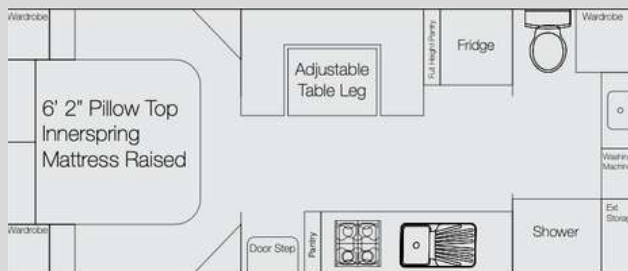 Wardrobe
Full Height Pantry
Fridge
Wardrobe
Adjustable
Table Leg
6' 2" Pillow Top
Innerspring
Mattress Raised
Washing
Machine
Ext
Storage
Wardrobe
Door Step
Pantry
Shower